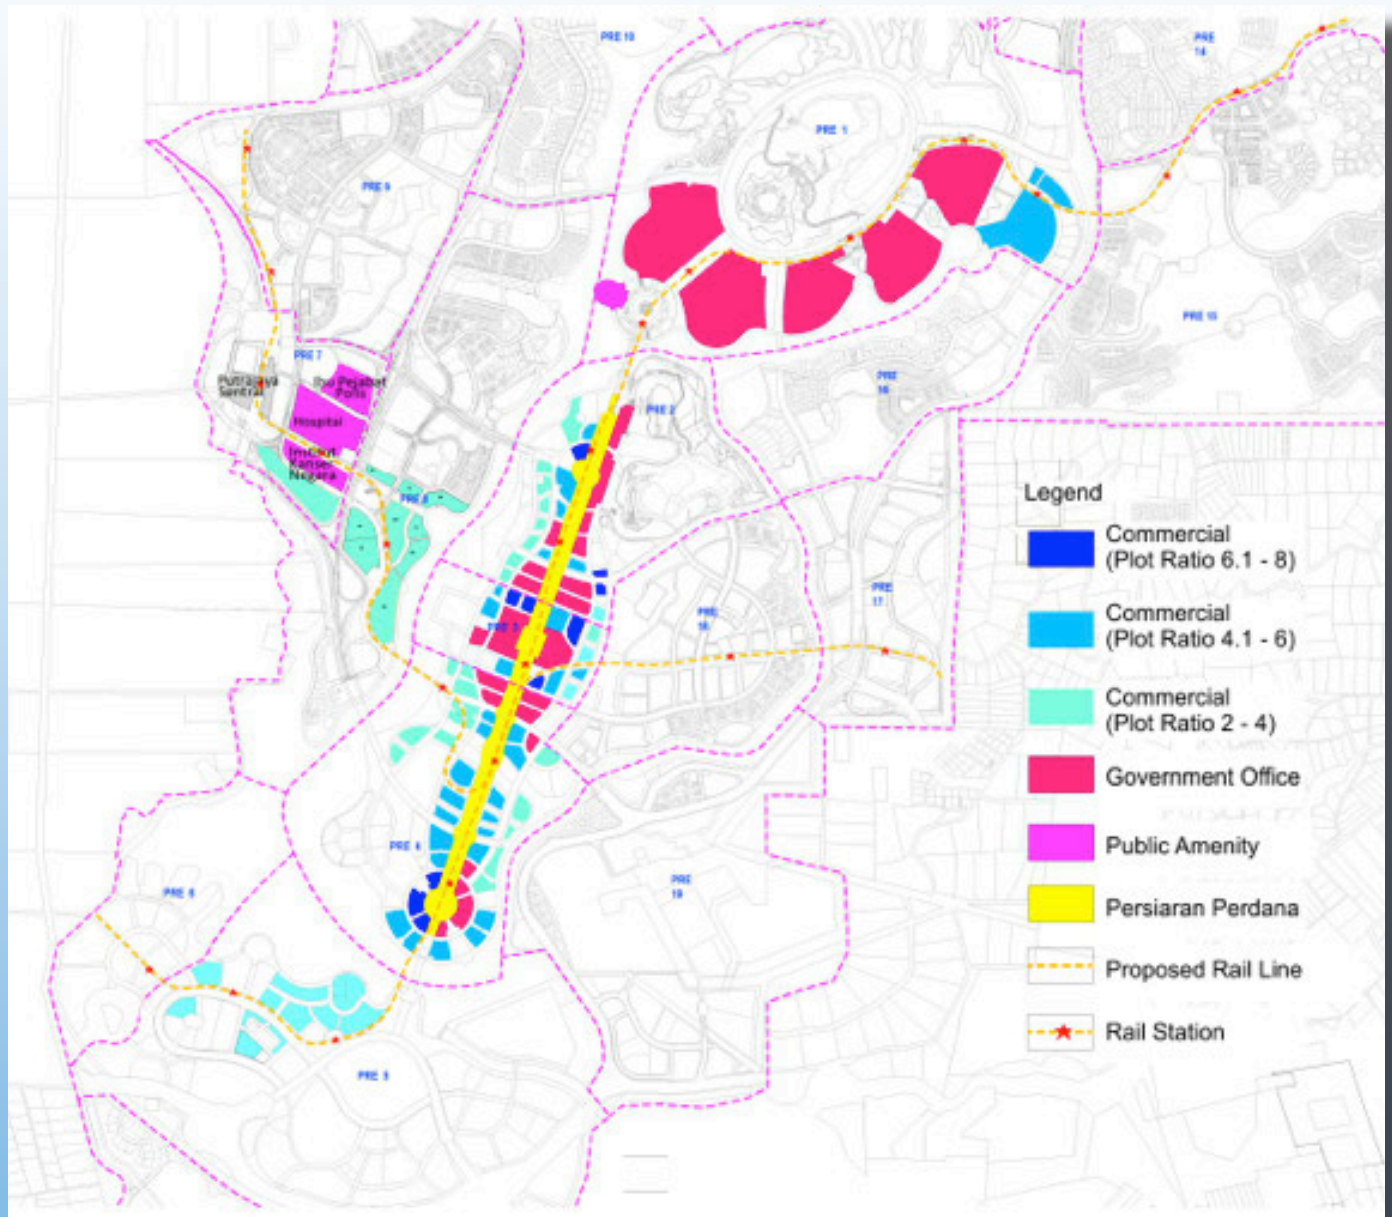 PRE 10
PRE
14
PRE 1
PRE 9
PRE 15
PRE 7
Putrajaya
Sentral
Ibu Pejabat
Polis
Hospital
Institut
Kanser
Negara
PRE
16
PRE 2
PRE 8
PRE
17
PRE
18
PRE 3
PRE 4
PRE
19
PRE 6
PRE 5
Legend
Commercial
(Plot Ratio 6.1 - 8)
Commercial
(Plot Ratio 4.1 - 6)
Commercial
(Plot Ratio 2 - 4)
Government Office
Public Amenity
Persiaran Perdana
Proposed Rail Line
Rail Station